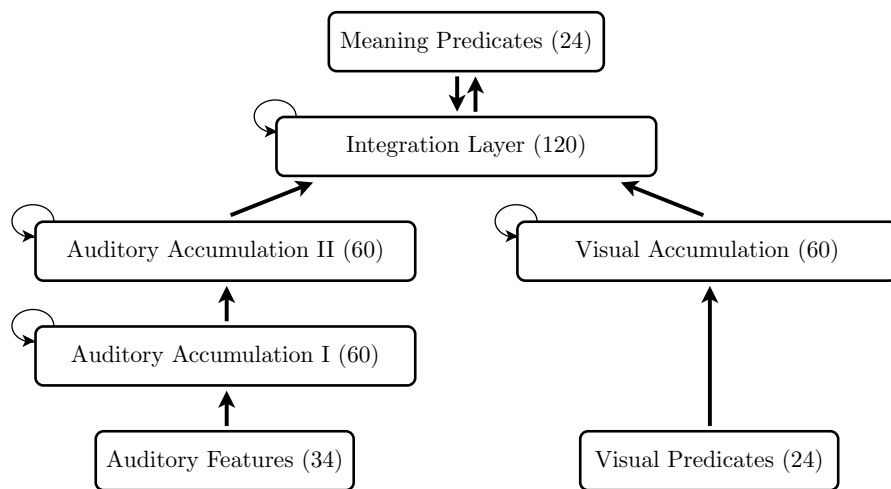 Meaning Predicates (24)
Integration Layer (120)
Auditory Accumulation II (60)
Visual Accumulation (60)
Auditory Accumulation I (60)
Auditory Features (34)
Visual Predicates (24)